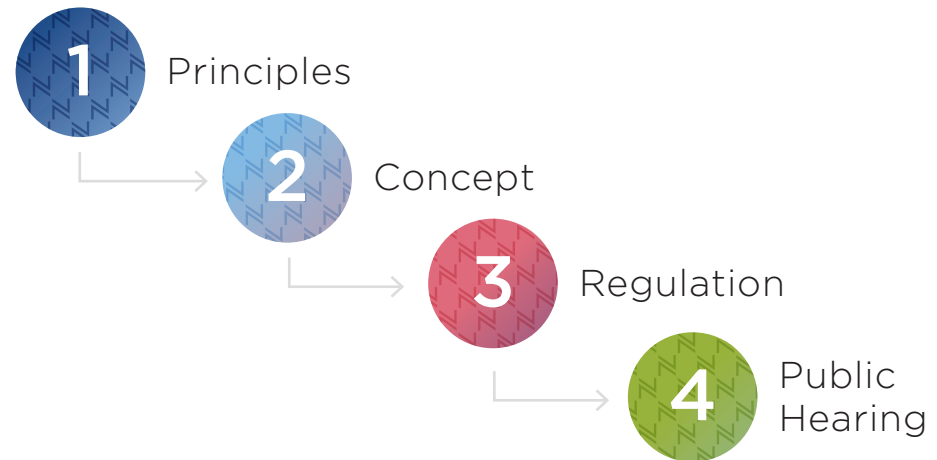 1
Principles
2
Concept
3
Regulation
4
Public
Hearing